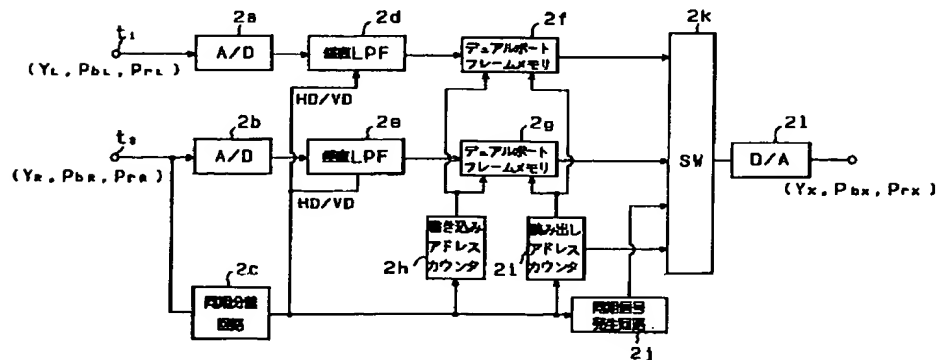 2a
2d
2f
2k
t₁
A/D
垂直LPF
デュアルポート
フレームメモリ
(YL, PbL, PrL)
HD/VD
2b
2e
2g
2l
t₂
A/D
垂直LPF
デュアルポート
フレームメモリ
SW
D/A
(YR, PbR, PrR)
(YX, PbX, PrX)
HD/VD
書き込み
アドレス
カウンタ
2h
読み出し
アドレス
カウンタ
2i
2c
同期分離
回路
同期信号
発生回路
2j